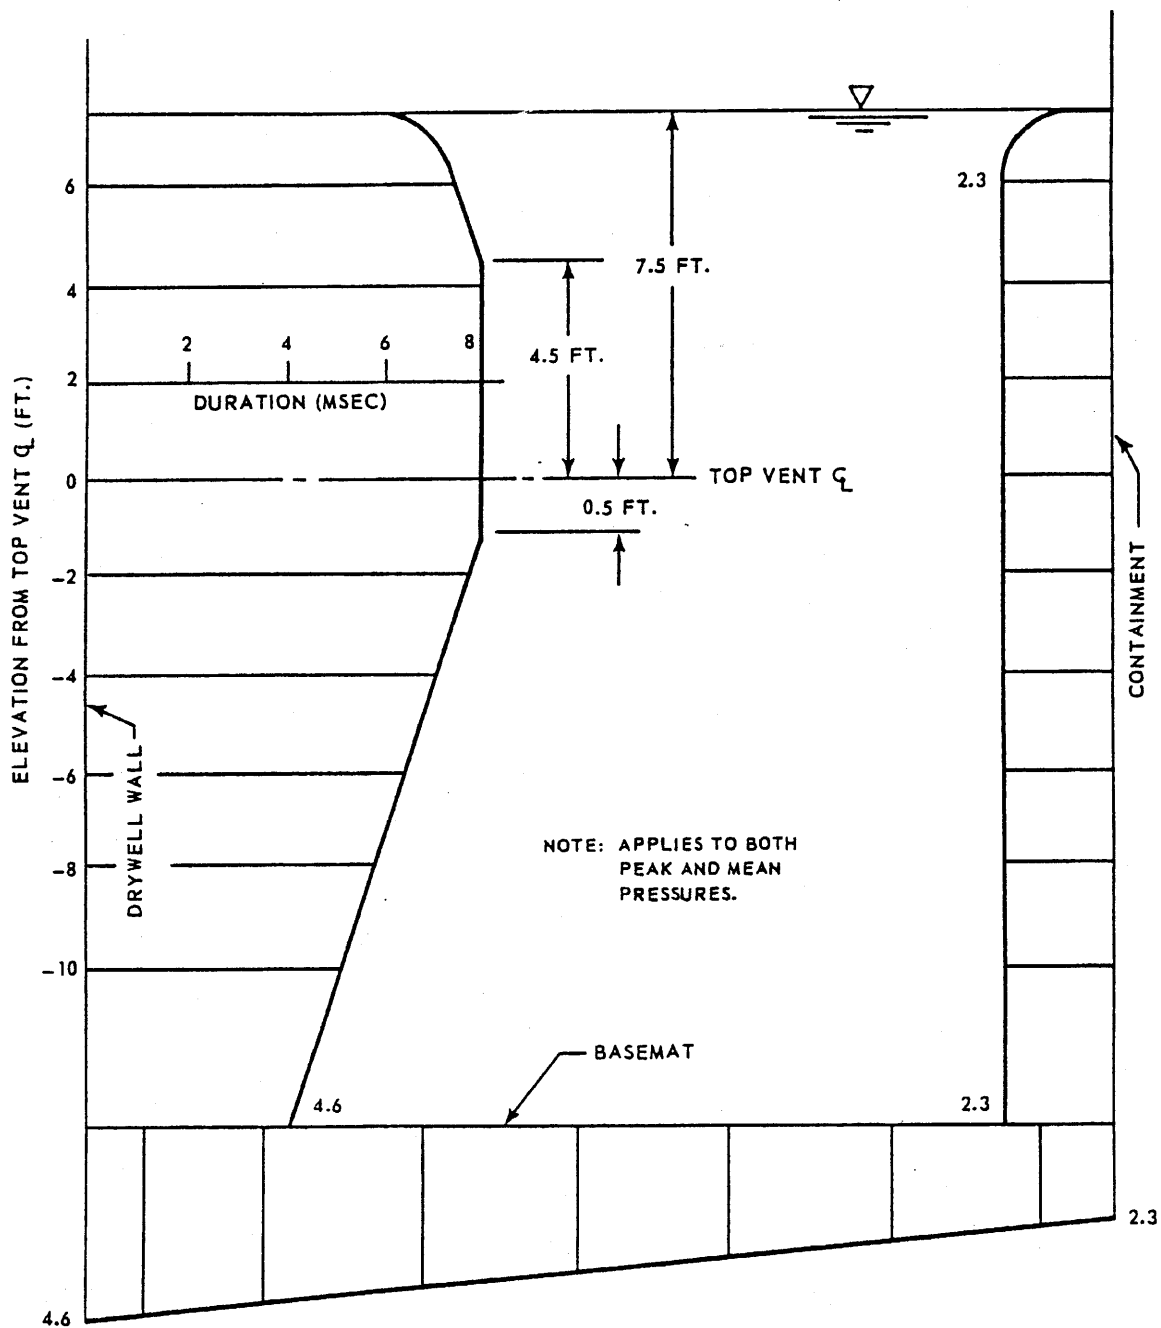 2.3
6
7.5 FT.
4
2 4 6 8
4.5 FT.
2
DURATION (MSEC)
ELEVATION FROM TOP VENT ℄ (FT.)
0
TOP VENT ℄
0.5 FT.
CONTAINMENT
-2
-4
-6
DRYWELL WALL
-8
NOTE: APPLIES TO BOTH
PEAK AND MEAN
PRESSURES.
-10
BASEMAT
4.6
2.3
2.3
4.6